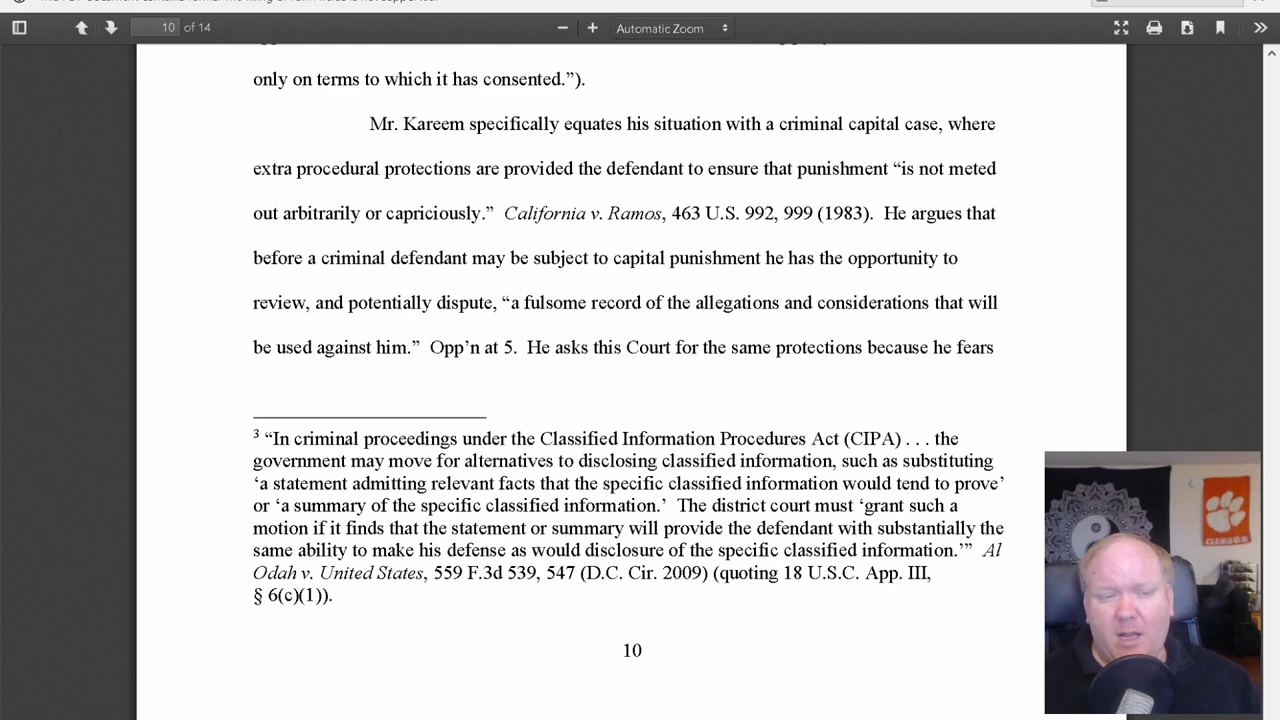 10 of 14
Automatic Zoom
only on terms to which it has consented.”).
Mr. Kareem specifically equates his situation with a criminal capital case, where
extra procedural protections are provided the defendant to ensure that punishment “is not meted
out arbitrarily or capriciously.” California v. Ramos, 463 U.S. 992, 999 (1983). He argues that
before a criminal defendant may be subject to capital punishment he has the opportunity to
review, and potentially dispute, “a fulsome record of the allegations and considerations that will
be used against him.” Opp’n at 5. He asks this Court for the same protections because he fears
3 “In criminal proceedings under the Classified Information Procedures Act (CIPA) . . . the
government may move for alternatives to disclosing classified information, such as substituting
‘a statement admitting relevant facts that the specific classified information would tend to prove’
or ‘a summary of the specific classified information.’ The district court must ‘grant such a
motion if it finds that the statement or summary will provide the defendant with substantially the
same ability to make his defense as would disclosure of the specific classified information.’” Al
Odah v. United States, 559 F.3d 539, 547 (D.C. Cir. 2009) (quoting 18 U.S.C. App. III,
§ 6(c)(1)).
10
CLEMSON